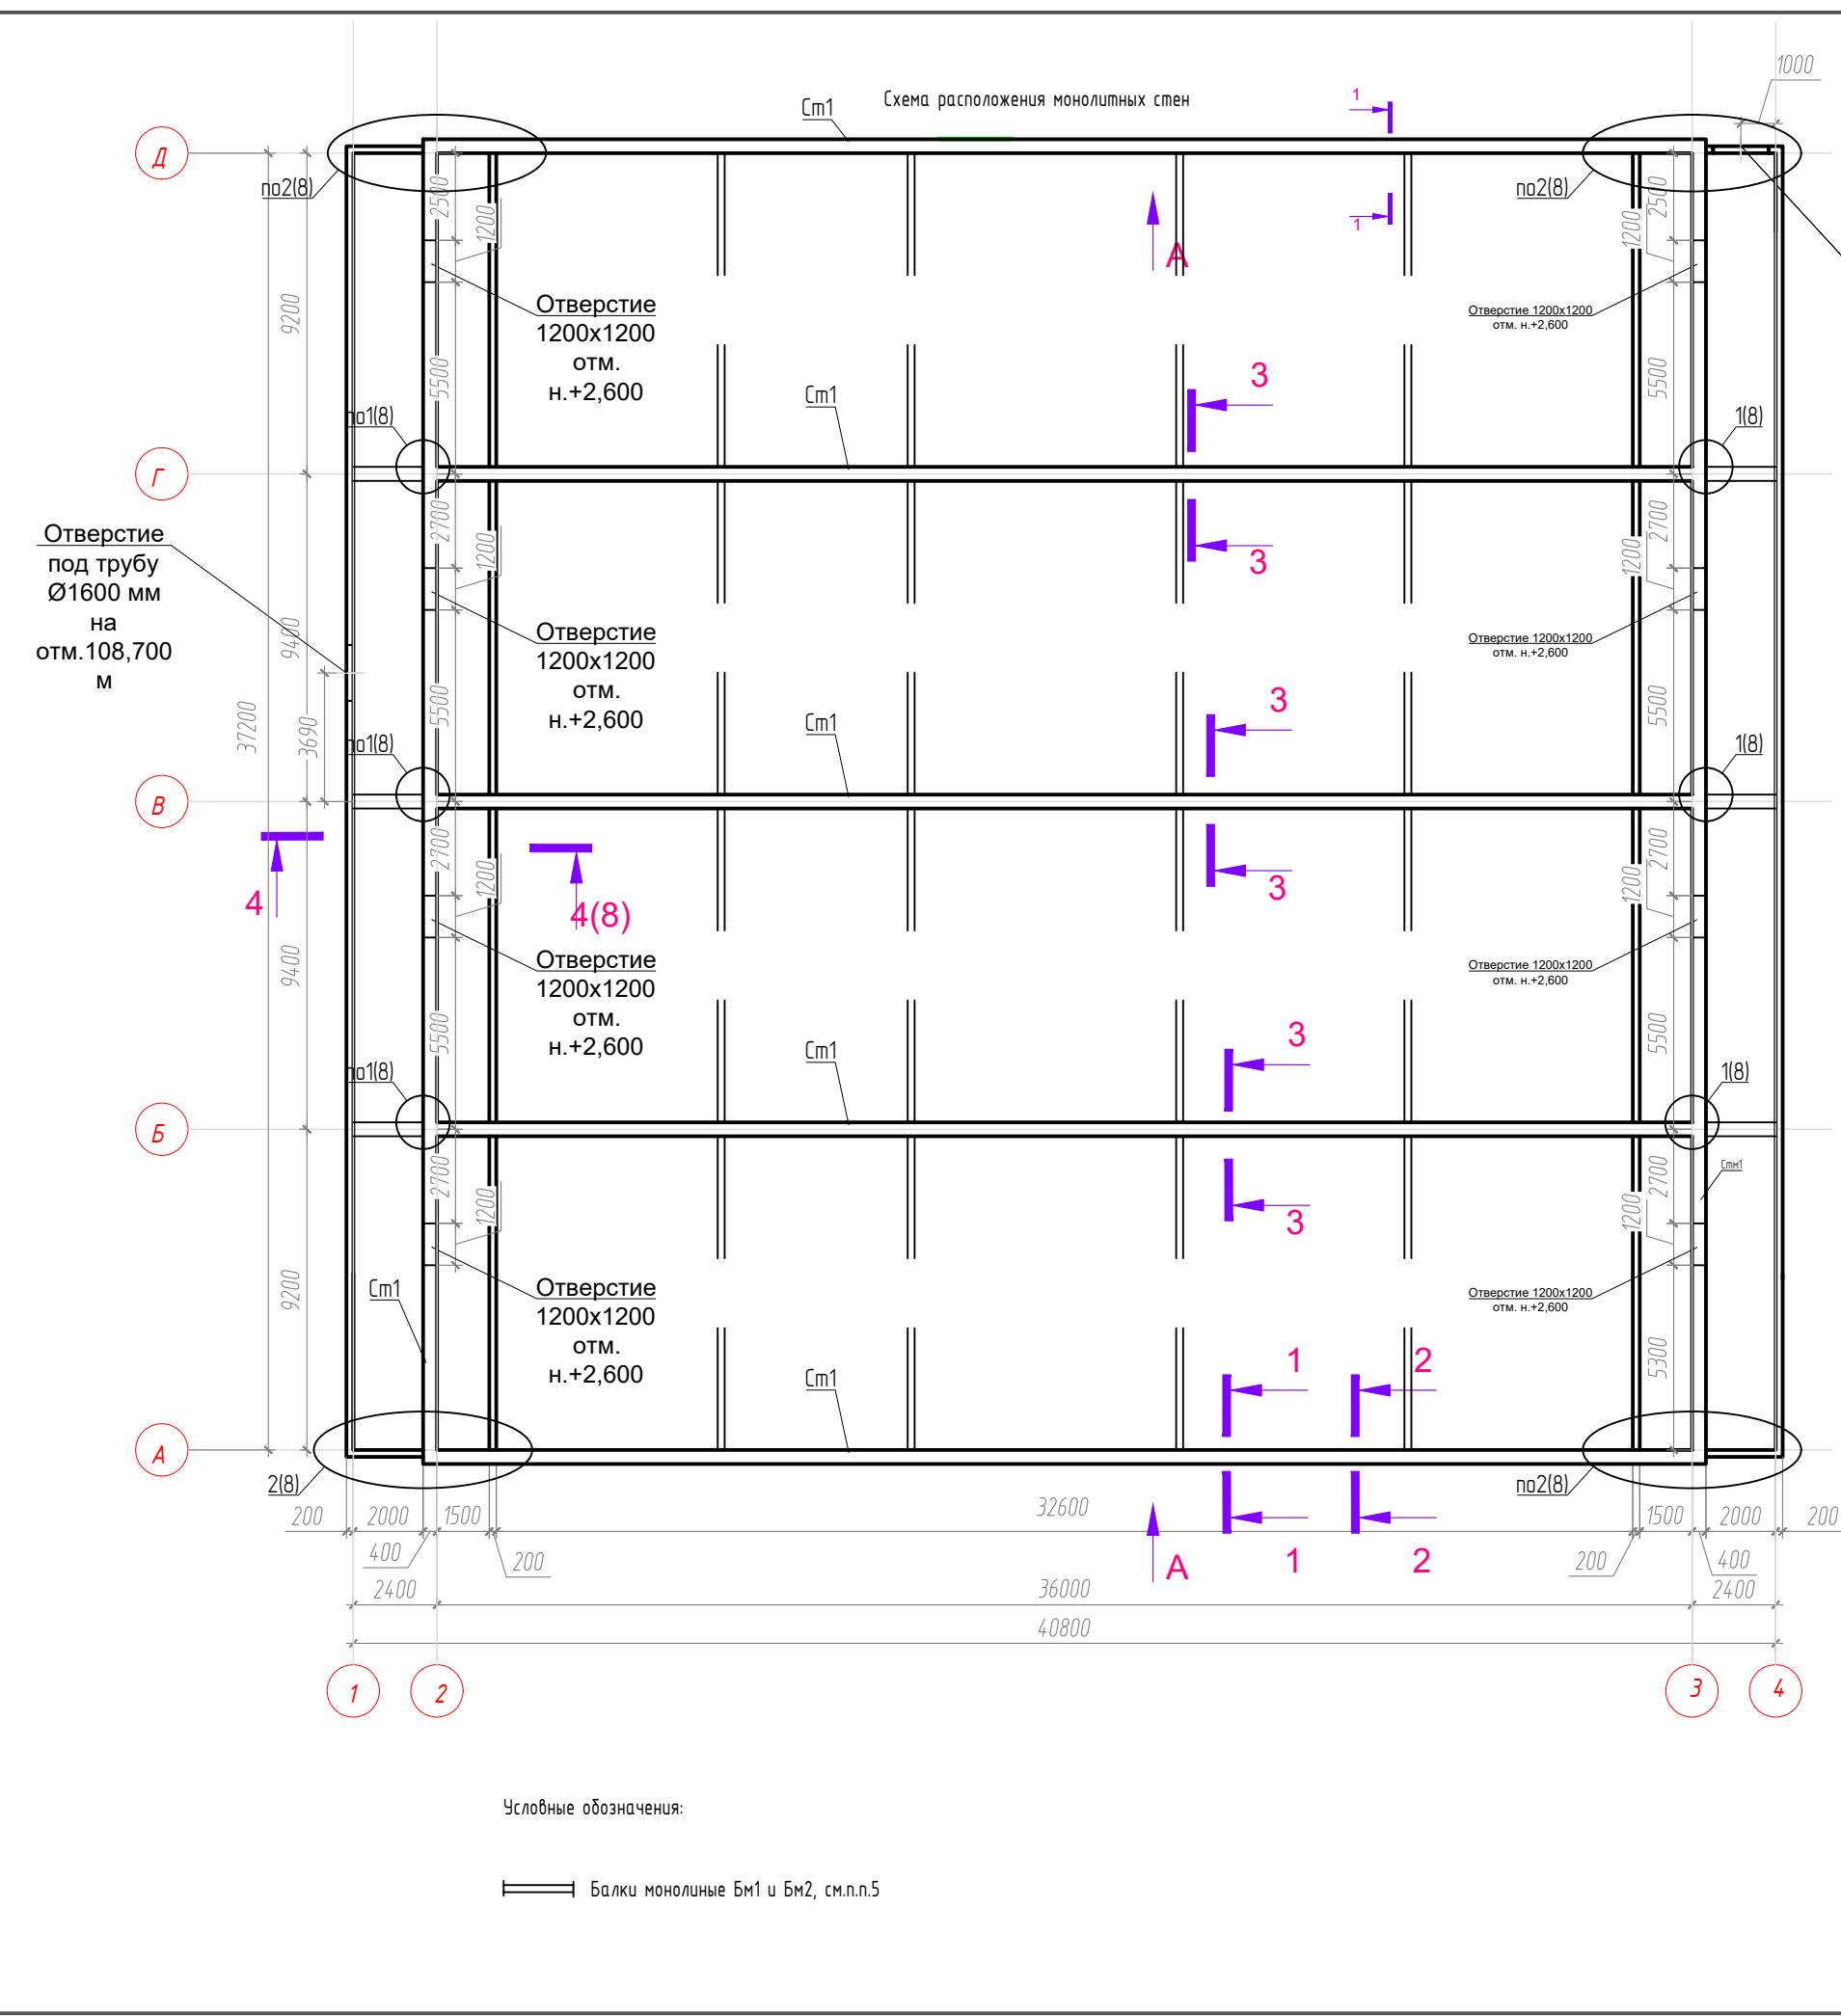 1000
Схема расположения монолитных стен
Ст1
1
Д
по2(8)
по2(8)
2500
1200
1200
2500
1
А
Отверстие
1200х1200
отм.
н.+2,600
Отверстие 1200х1200
отм. н.+2,600
9200
5500
5500
3
Ст1
по1(8)
1(8)
Г
2700
2700
Отверстие
под трубу
Ø1600 мм
на
отм.108,700
м
1200
1200
3
Отверстие
1200х1200
отм.
н.+2,600
Отверстие 1200х1200
отм. н.+2,600
9400
37200
3690
5500
5500
3
Ст1
по1(8)
1(8)
В
2700
2700
1200
1200
3
4
4(8)
Отверстие
1200х1200
отм.
н.+2,600
Отверстие 1200х1200
отм. н.+2,600
9400
5500
5500
3
Ст1
по1(8)
1(8)
Б
2700
2700
Стм1
1200
1200
3
Отверстие
1200х1200
отм.
н.+2,600
Отверстие 1200х1200
отм. н.+2,600
9200
Ст1
5300
1
2
Ст1
А
2(8)
по2(8)
200
2000
1500
32600
1500
2000
200
400
200
А
1
2
200
400
2400
36000
2400
40800
1
2
3
4
Условные обозначения:
Балки монолиные Бм1 и Бм2, см.п.п.5